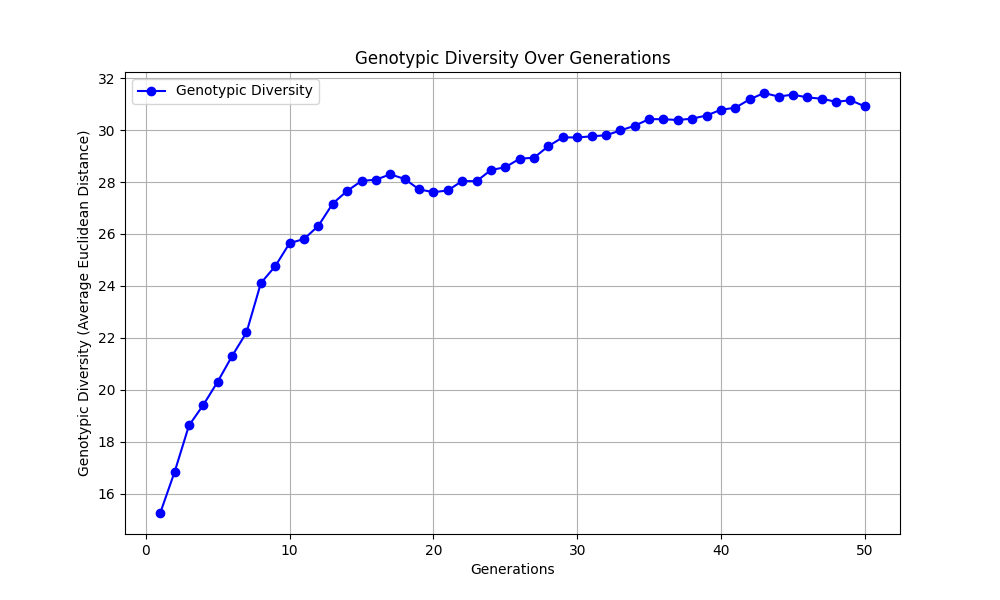 Genotypic Diversity Over Generations
Genotypic Diversity
Genotypic Diversity (Average Euclidean Distance)
32
30
28
26
24
22
20
18
16
0 10 20 30 40 50
Generations